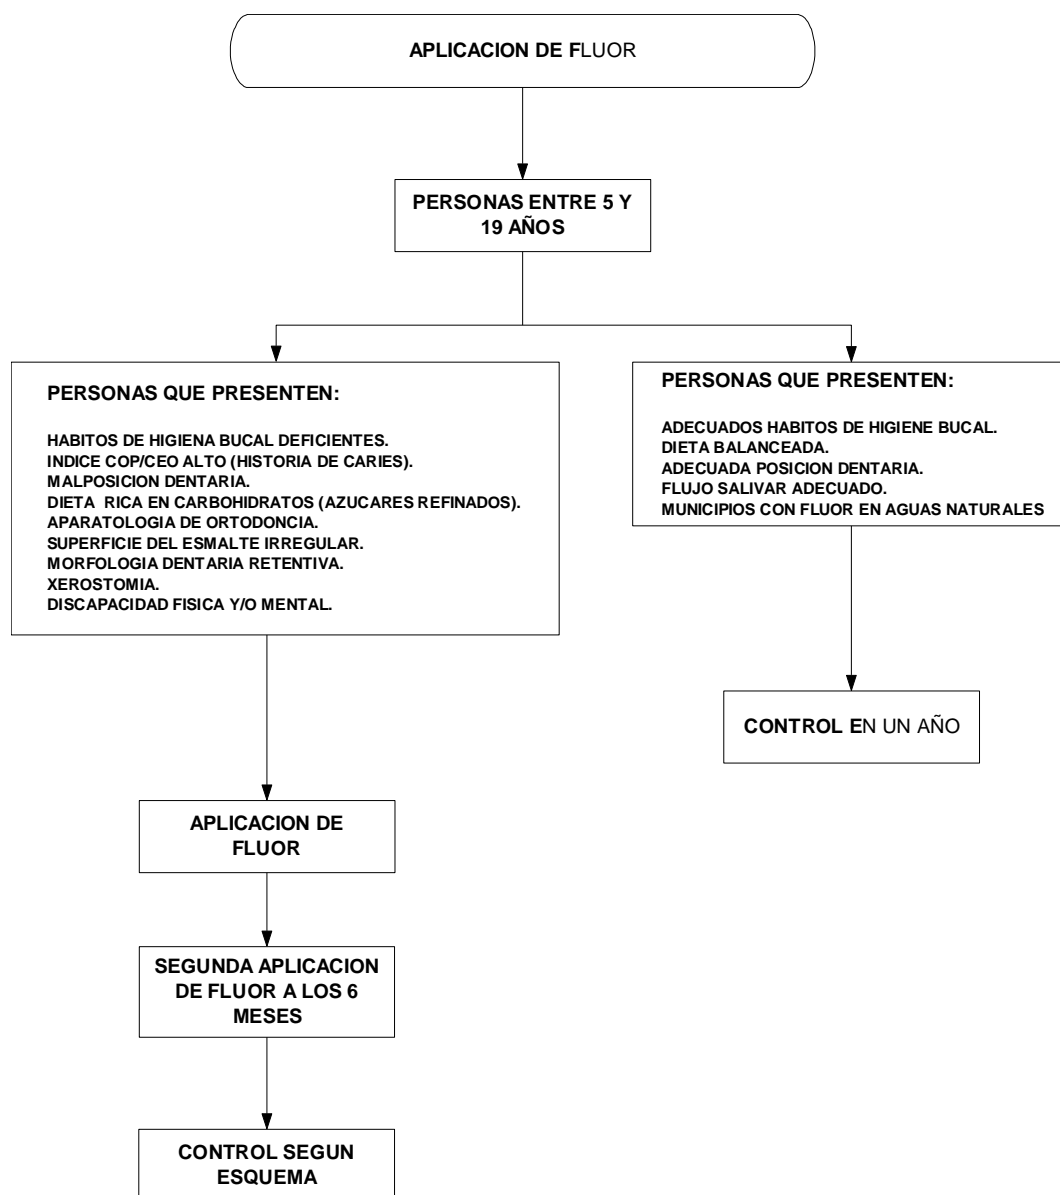 APLICACION DE FLUOR
PERSONAS ENTRE 5 Y
19 AÑOS
PERSONAS QUE PRESENTEN:
HABITOS DE HIGIENA BUCAL DEFICIENTES.
INDICE COP/CEO ALTO (HISTORIA DE CARIES).
MALPOSICION DENTARIA.
DIETA RICA EN CARBOHIDRATOS (AZUCARES REFINADOS).
APARATOLOGIA DE ORTODONCIA.
SUPERFICIE DEL ESMALTE IRREGULAR.
MORFOLOGIA DENTARIA RETENTIVA.
XEROSTOMIA.
DISCAPACIDAD FISICA Y/O MENTAL.
PERSONAS QUE PRESENTEN:
ADECUADOS HABITOS DE HIGIENE BUCAL.
DIETA BALANCEADA.
ADECUADA POSICION DENTARIA.
FLUJO SALIVAR ADECUADO.
MUNICIPIOS CON FLUOR EN AGUAS NATURALES
CONTROL EN UN AÑO
APLICACION DE
FLUOR
SEGUNDA APLICACION
DE FLUOR A LOS 6
MESES
CONTROL SEGUN
ESQUEMA